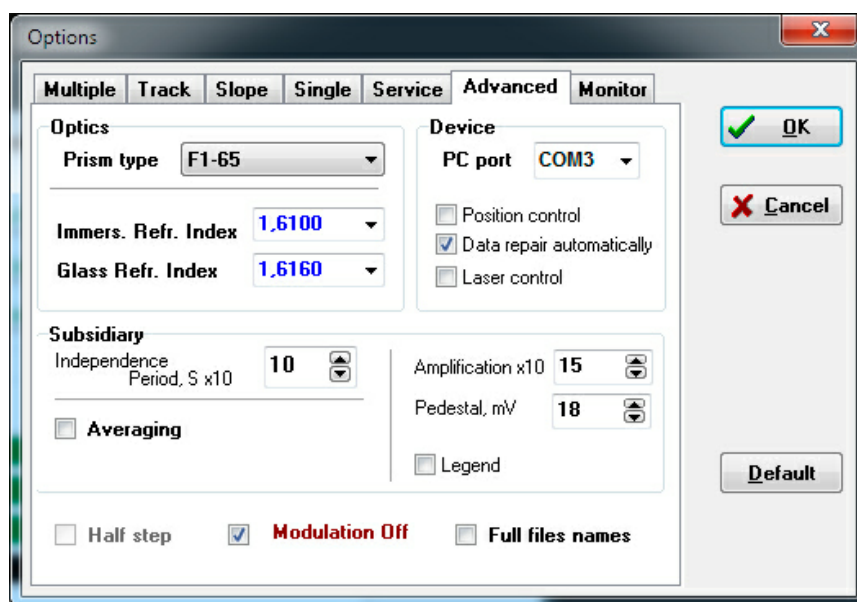 Options
Multiple Track Slope Single Service Advanced Monitor
Optics
Prism type F1-65
Immers. Refr. Index 1,6100
Glass Refr. Index 1,6160
Device
PC port COM3
Position control
Data repair automatically
Laser control
Subsidiary
Independence
Period, S x10 10
Averaging
Amplification x10 15
Pedestal, mV 18
Legend
Half step Modulation Off Full files names
OK
Cancel
Default